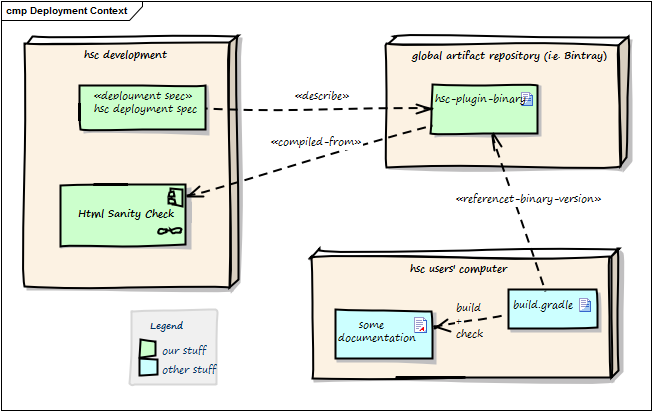 cmp Deployment Context
hsc development
«deployment spec»
hsc deployment spec
Html Sanity Check
«describe»
«compiled-from»
global artifact repository (i.e. Bintray)
hsc-plugin-binary
«referencet-binary-version»
hsc users' computer
build.gradle
build
+
check
some
documentation
Legend
our stuff
other stuff